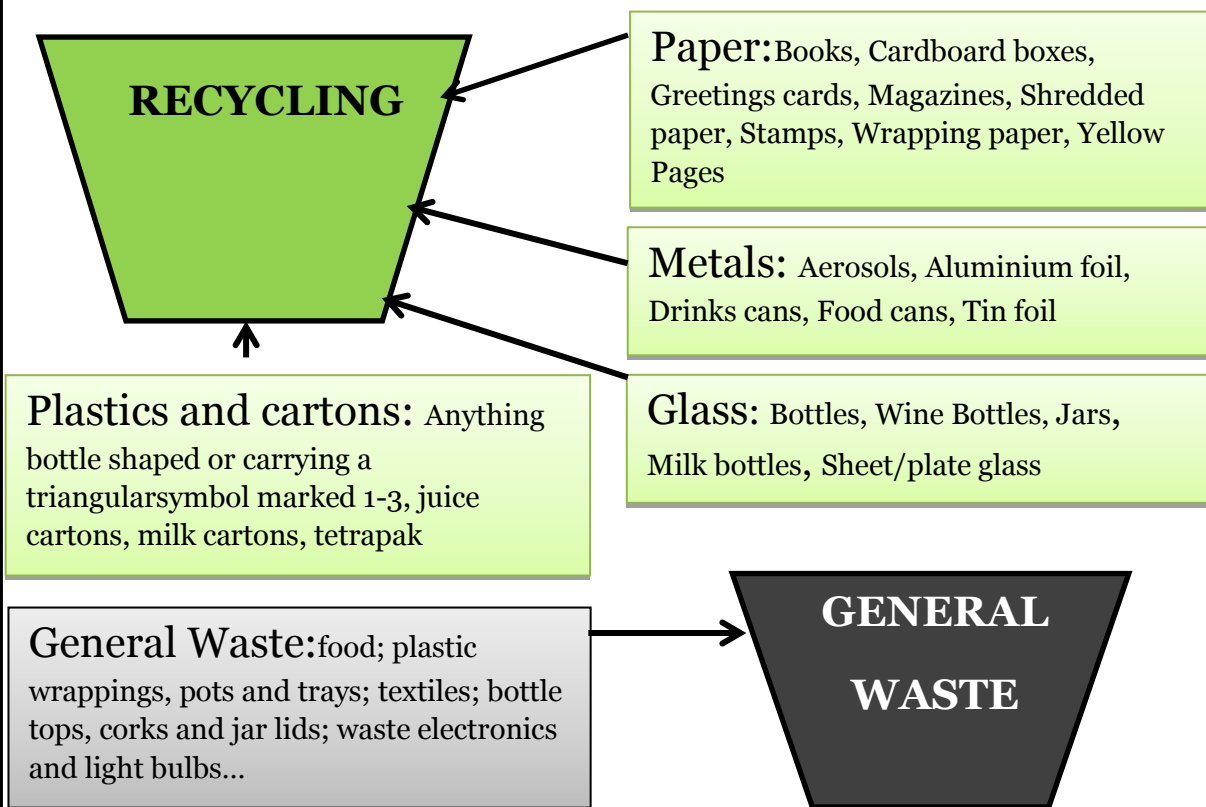 RECYCLING
Paper:Books, Cardboard boxes,
Greetings cards, Magazines, Shredded
paper, Stamps, Wrapping paper, Yellow
Pages
Metals: Aerosols, Aluminium foil,
Drinks cans, Food cans, Tin foil
Glass: Bottles, Wine Bottles, Jars,
Milk bottles, Sheet/plate glass
Plastics and cartons: Anything
bottle shaped or carrying a
triangularsymbol marked 1-3, juice
cartons, milk cartons, tetrapak
General Waste:food; plastic
wrappings, pots and trays; textiles; bottle
tops, corks and jar lids; waste electronics
and light bulbs...
GENERAL
WASTE